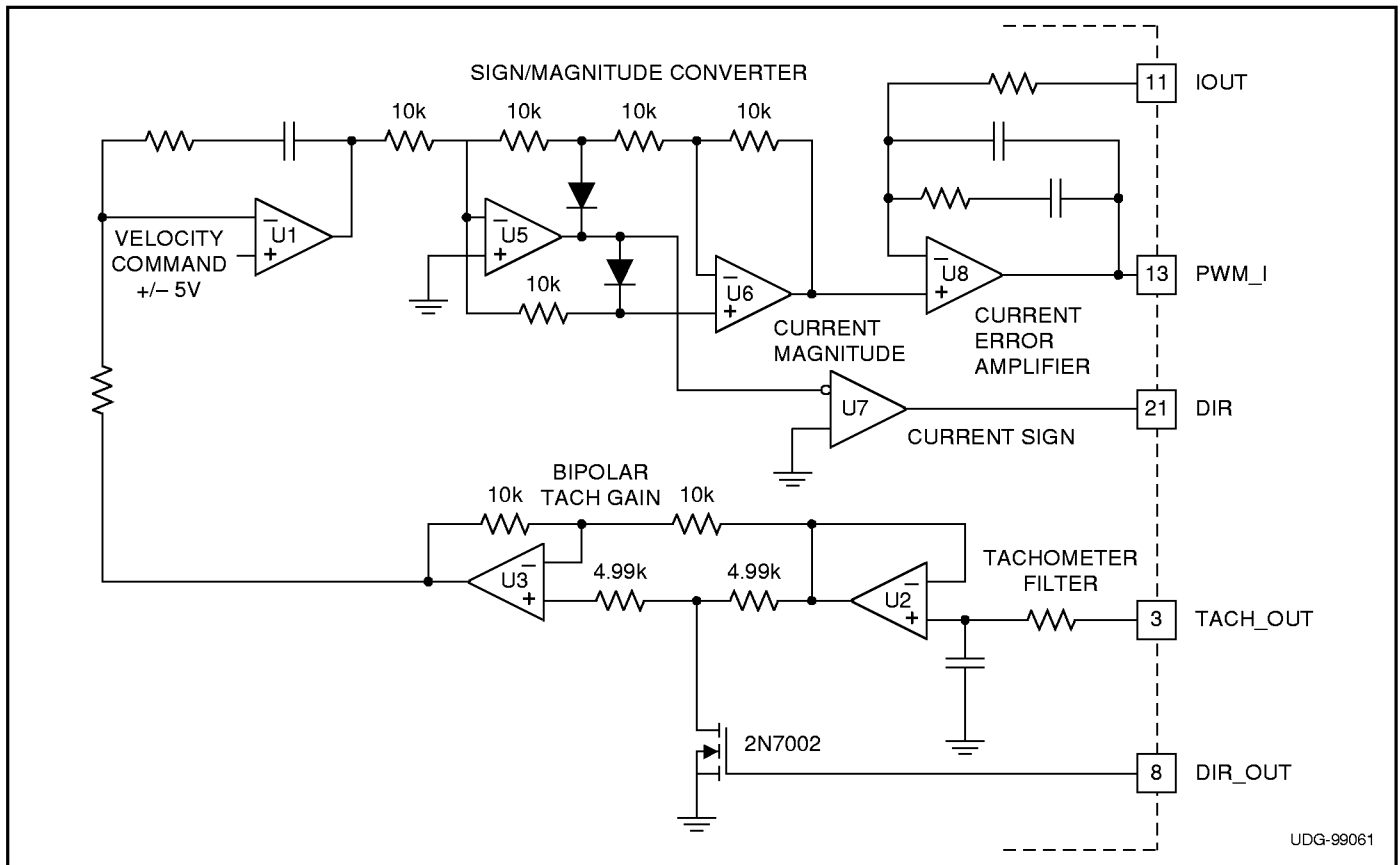 SIGN/MAGNITUDE CONVERTER
11 IOUT
10k
10k
10k
10k
−
+
U1
VELOCITY
COMMAND
+/− 5V
−
+
U5
10k
−
+
U6
−
+
U8
13 PWM_I
CURRENT
MAGNITUDE
CURRENT
ERROR
AMPLIFIER
U7
21 DIR
CURRENT SIGN
BIPOLAR
TACH GAIN
10k
10k
−
+
U3
4.99k
4.99k
−
+
U2
TACHOMETER
FILTER
3 TACH_OUT
2N7002
8 DIR_OUT
UDG-99061